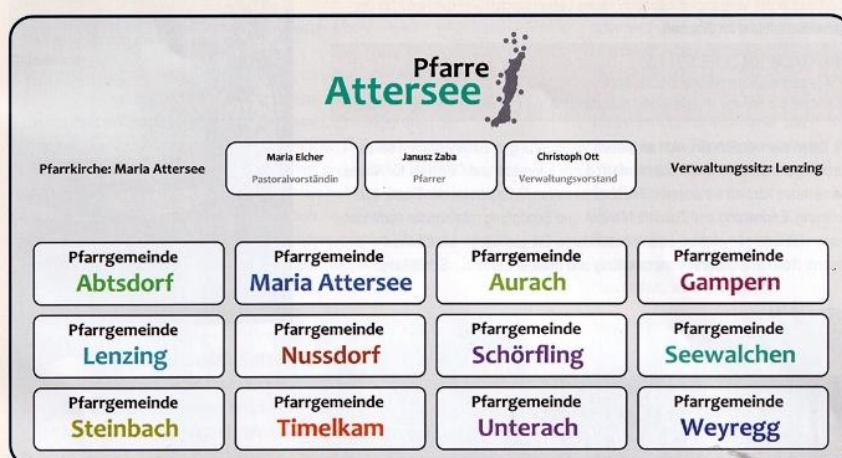 Pfarre
Attersee
Pfarrkirche: Maria Attersee
Maria Eicher
Pastoralvorständin
Janusz Zaba
Pfarrer
Christoph Ott
Verwaltungsvorstand
Verwaltungssitz: Lenzing
Pfarrgemeinde
Abtsdorf
Pfarrgemeinde
Maria Attersee
Pfarrgemeinde
Aurach
Pfarrgemeinde
Gampern
Pfarrgemeinde
Lenzing
Pfarrgemeinde
Nussdorf
Pfarrgemeinde
Schörfling
Pfarrgemeinde
Seewalchen
Pfarrgemeinde
Steinbach
Pfarrgemeinde
Timelkam
Pfarrgemeinde
Unterach
Pfarrgemeinde
Weyregg